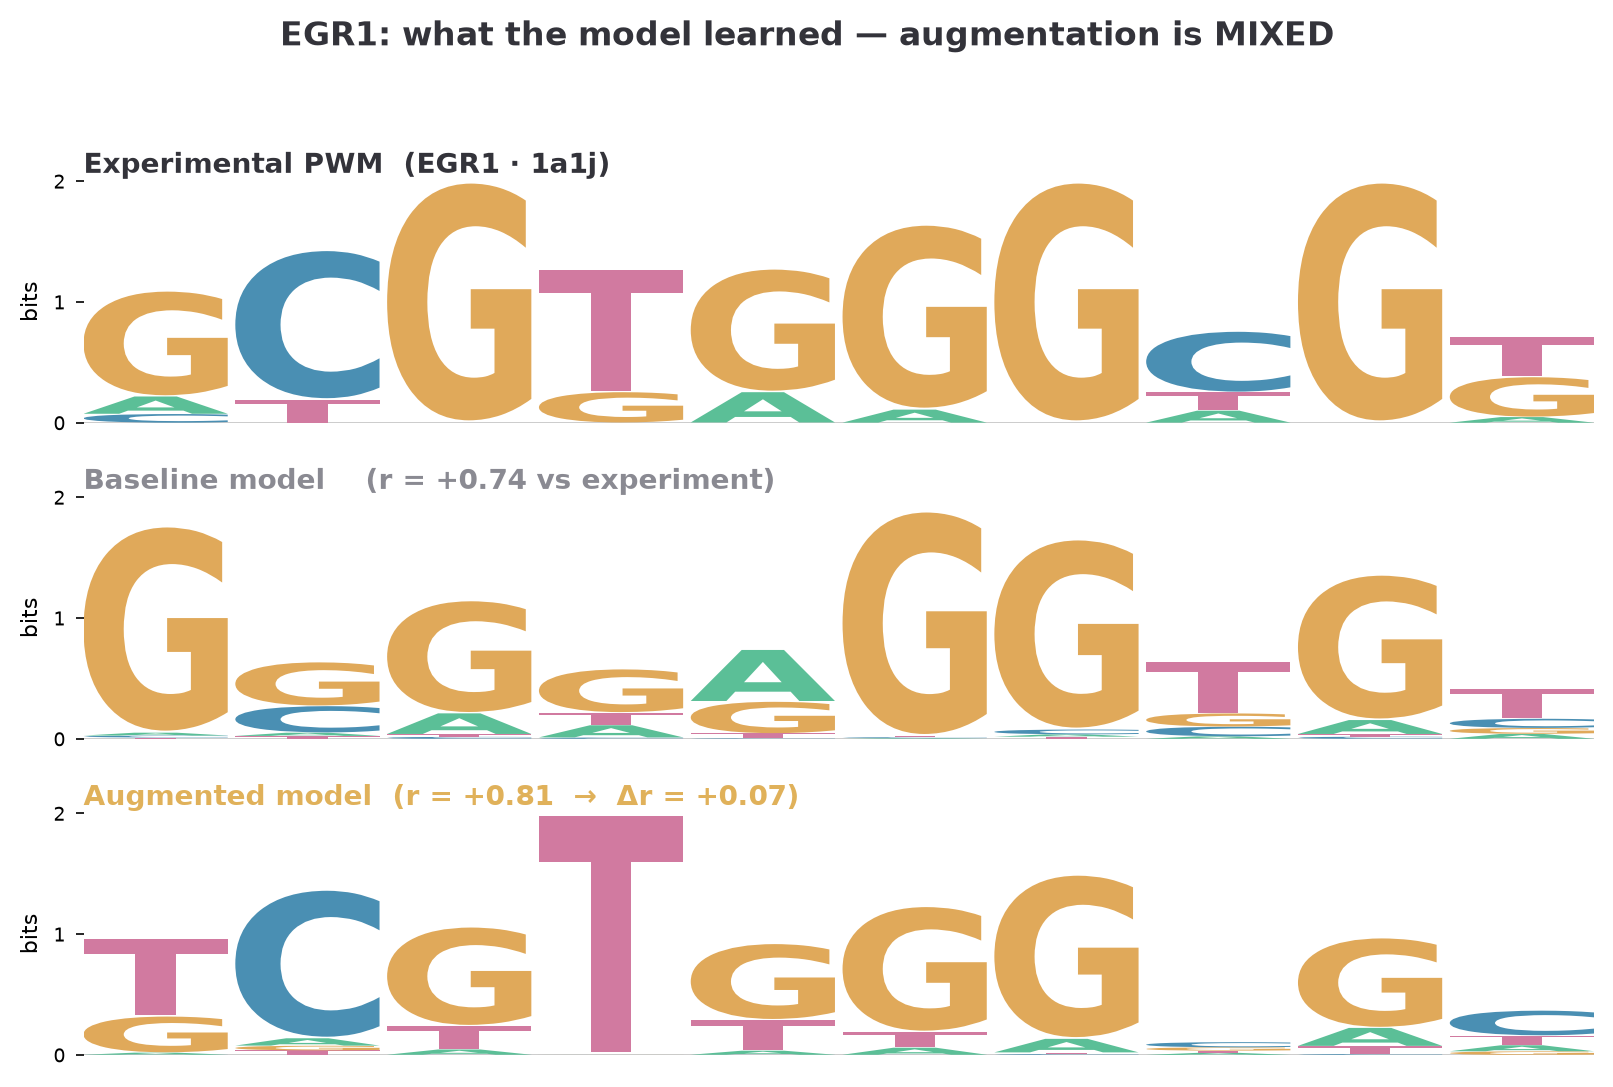 EGR1: what the model learned — augmentation is MIXED
Experimental PWM (EGR1 · 1a1j)
2
1
0
bits
G C G T G G G C G T
A T G A A T G
C A A
Baseline model (r = +0.74 vs experiment)
2
1
0
bits
G G G G A G G T G T
C A T G G A C
A C T G
Augmented model (r = +0.81 → Δr = +0.07)
2
1
0
bits
T C G T G G G C G C
G A T T T A A T
A A A T A